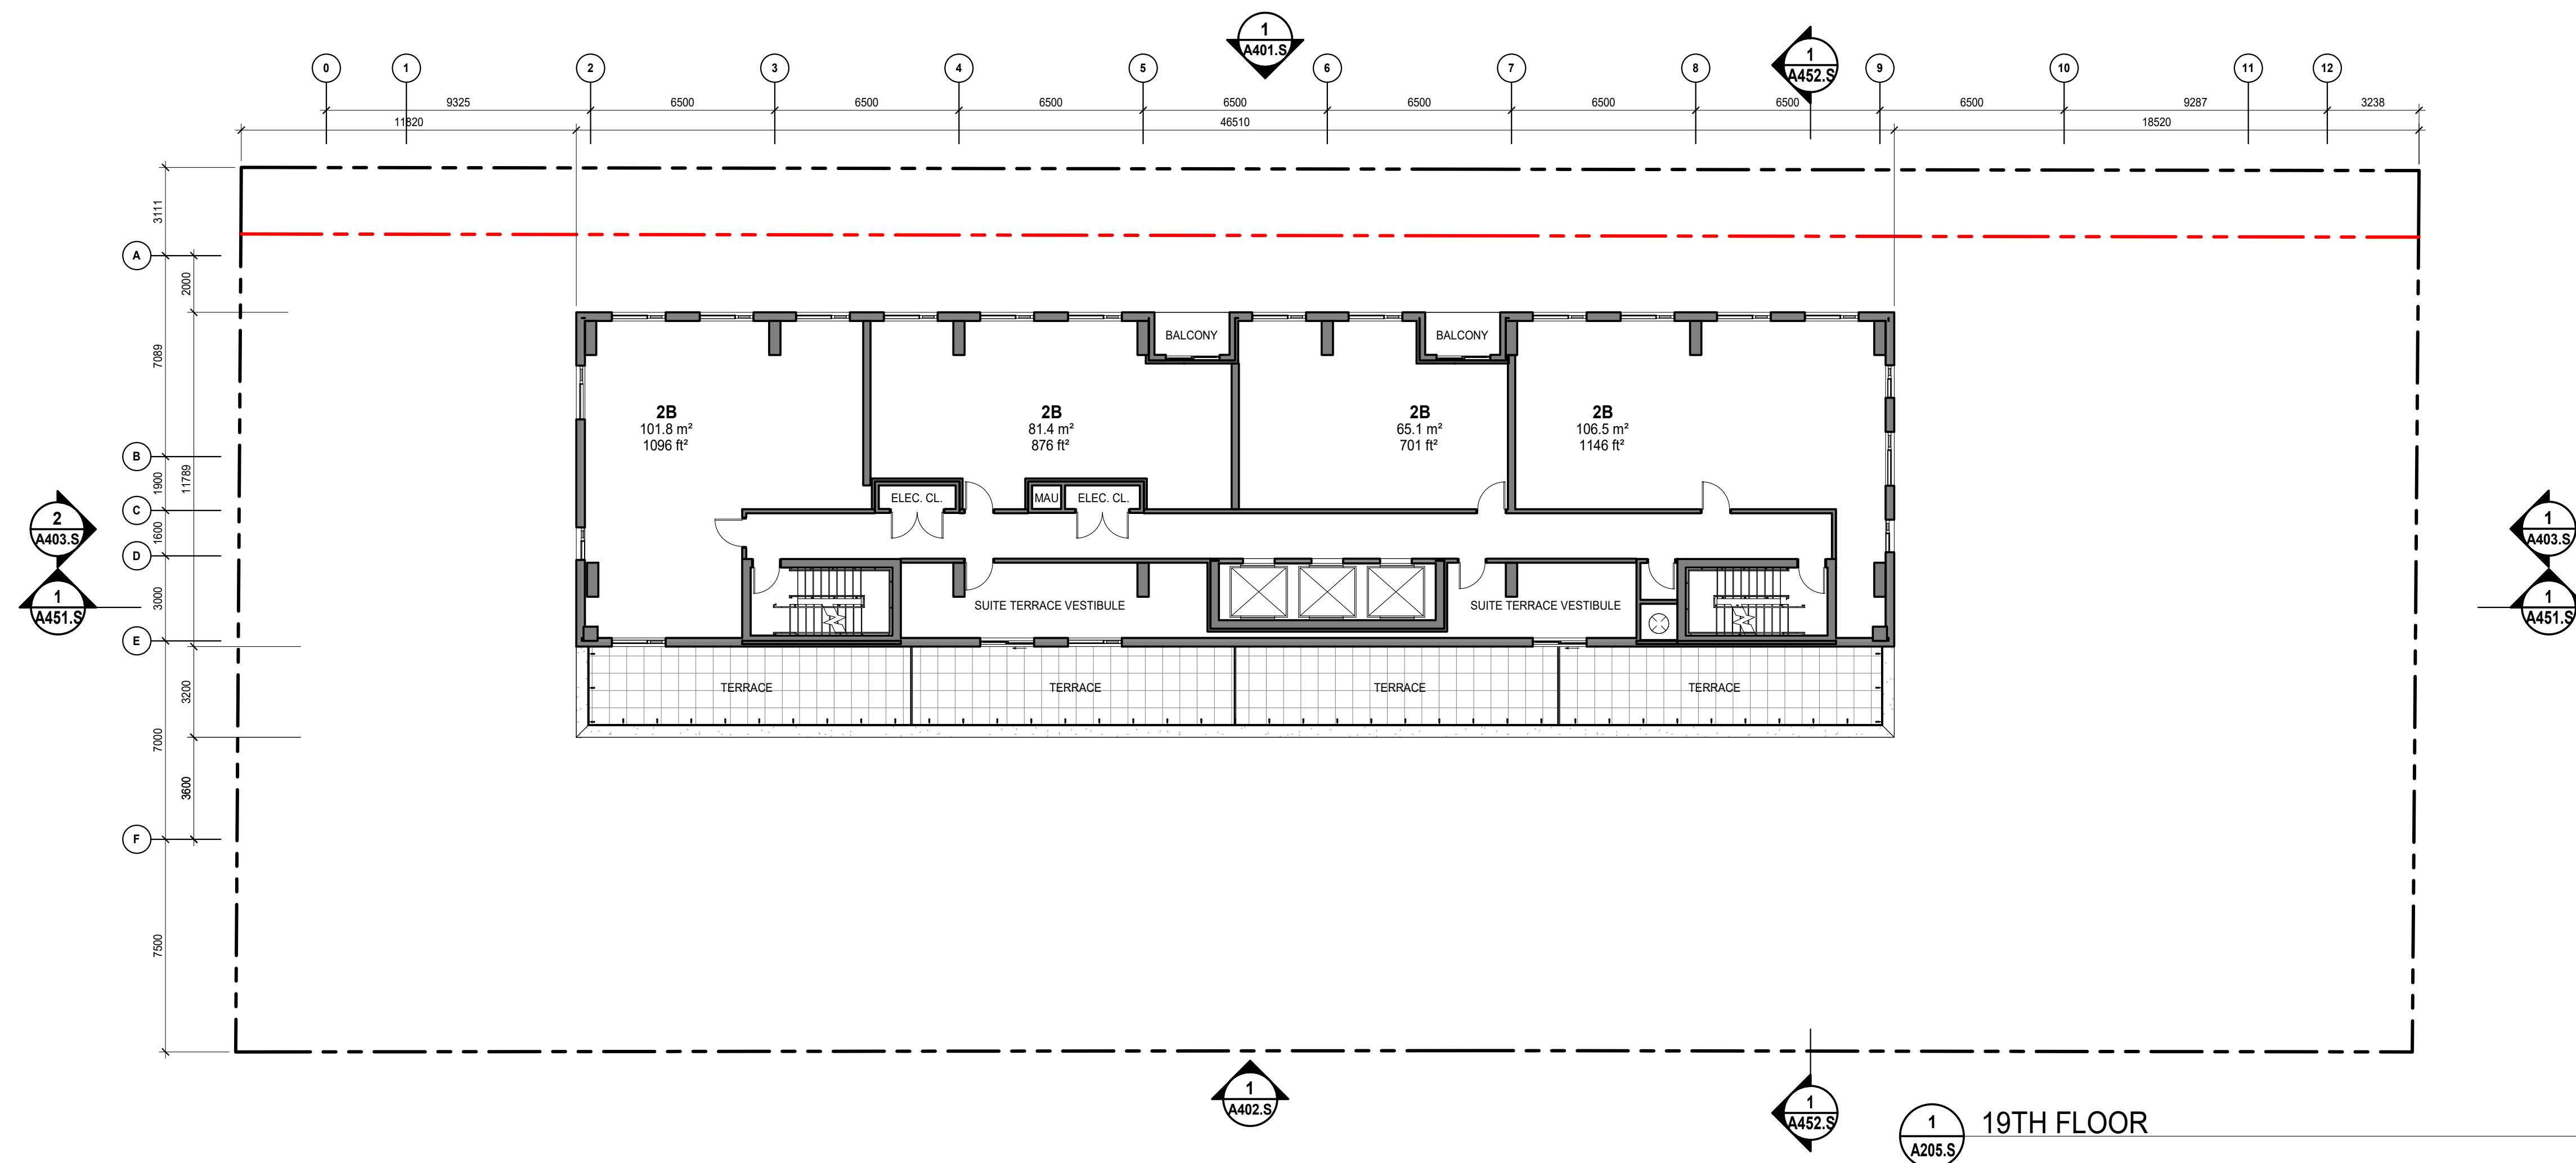 1
A401.S
1
A452.S
0
1
2
3
4
5
6
7
8
9
10
11
12
9325
6500
6500
6500
6500
6500
6500
6500
6500
9287
3238
11820
46510
18520
3111
A
2000
7089
B
1900
11789
C
1600
D
3000
E
3200
7000
3600
F
7500
2
A403.S
1
A451.S
1
A403.S
1
A451.S
BALCONY
BALCONY
2B
101.8 m²
1096 ft²
2B
81.4 m²
876 ft²
2B
65.1 m²
701 ft²
2B
106.5 m²
1146 ft²
ELEC. CL.
MAU
ELEC. CL.
SUITE TERRACE VESTIBULE
SUITE TERRACE VESTIBULE
TERRACE
TERRACE
TERRACE
TERRACE
1
A402.S
1
A452.S
1
A205.S
19TH FLOOR